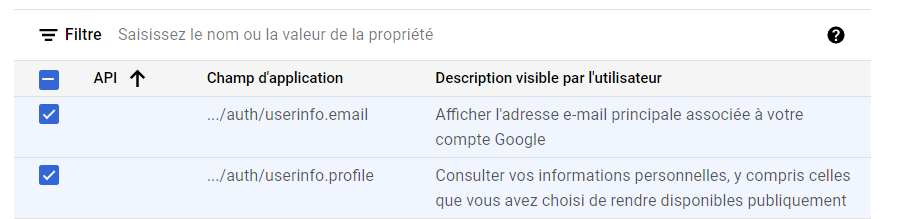 Filtre Saisissez le nom ou la valeur de la propriété
API Champ d'application Description visible par l'utilisateur
.../auth/userinfo.email Afficher l'adresse e-mail principale associée à votre
compte Google
.../auth/userinfo.profile Consulter vos informations personnelles, y compris celles
que vous avez choisi de rendre disponibles publiquement